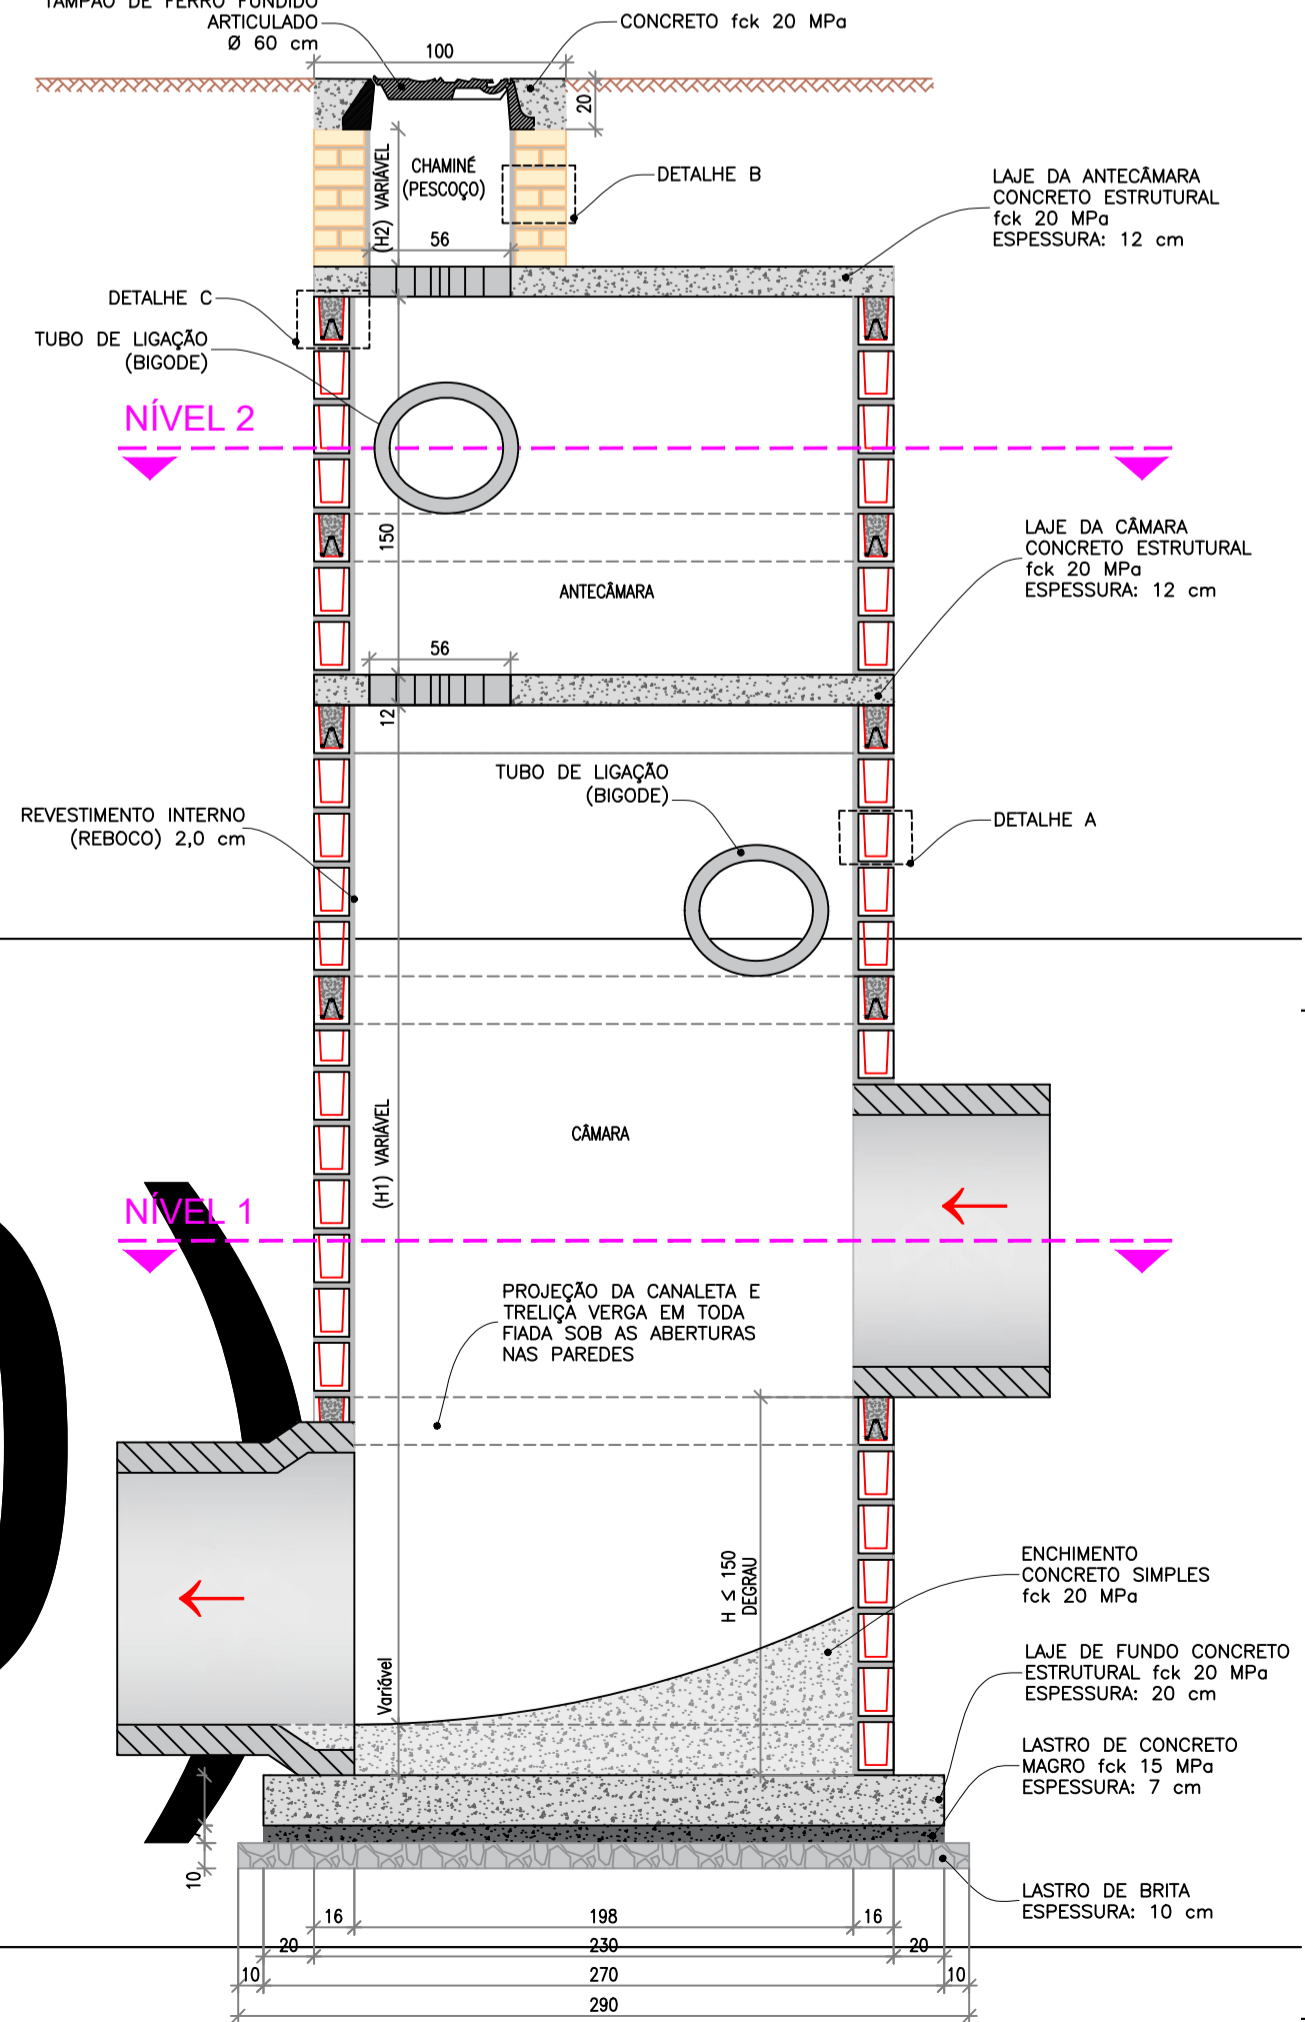 TAMPÃO DE FERRO FUNDIDO
ARTICULADO
Ø 60 cm
CONCRETO fck 20 MPa
100
20
CHAMINÉ
(PESCOÇO)
(H2) VARIÁVEL
56
DETALHE B
LAJE DA ANTECÂMARA
CONCRETO ESTRUTURAL
fck 20 MPa
ESPESSURA: 12 cm
DETALHE C
TUBO DE LIGAÇÃO
(BIGODE)
NÍVEL 2
150
ANTECÂMARA
LAJE DA CÂMARA
CONCRETO ESTRUTURAL
fck 20 MPa
ESPESSURA: 12 cm
56
12
TUBO DE LIGAÇÃO
(BIGODE)
REVESTIMENTO INTERNO
(REBOCO) 2,0 cm
DETALHE A
CÂMARA
(H1) VARIÁVEL
NÍVEL 1
PROJEÇÃO DA CANALETA E
TRELIÇA VERGA EM TODA
FIADA SOB AS ABERTURAS
NAS PAREDES
H ≤ 150
DEGRAU
Variável
ENCHIMENTO
CONCRETO SIMPLES
fck 20 MPa
LAJE DE FUNDO CONCRETO
ESTRUTURAL fck 20 MPa
ESPESSURA: 20 cm
LASTRO DE CONCRETO
MAGRO fck 15 MPa
ESPESSURA: 7 cm
10
LASTRO DE BRITA
ESPESSURA: 10 cm
16
198
16
20
230
20
10
270
10
290